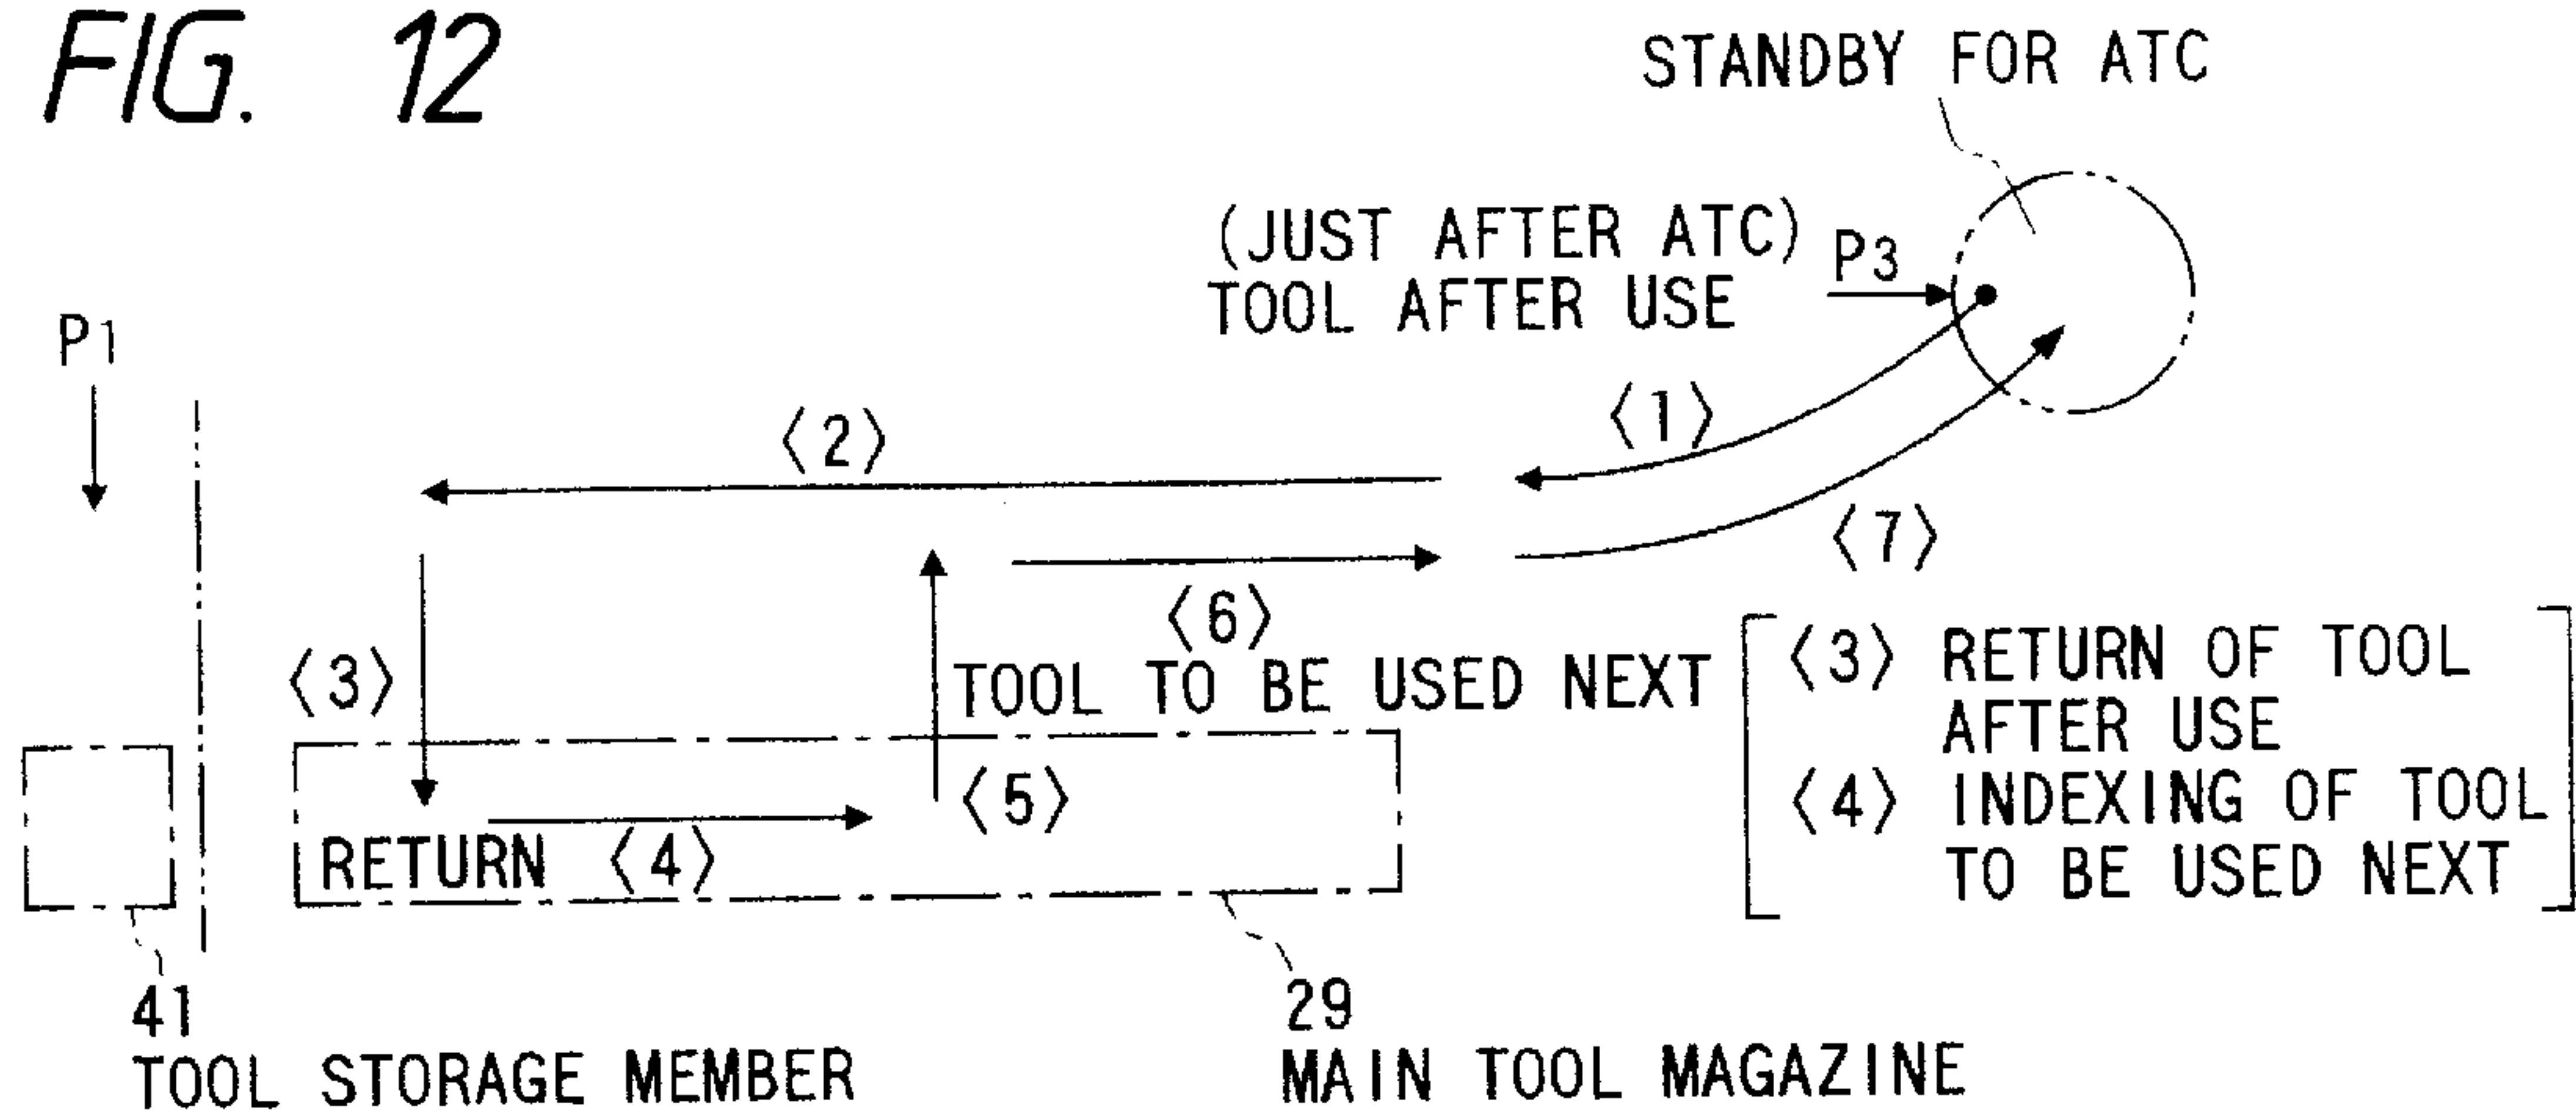 FIG. 12
STANDBY FOR ATC
(JUST AFTER ATC)
TOOL AFTER USE
P3
P1
〈1〉
〈2〉
〈7〉
〈6〉
〈3〉
TOOL TO BE USED NEXT
〈3〉 RETURN OF TOOL
AFTER USE
〈4〉 INDEXING OF TOOL
TO BE USED NEXT
〈5〉
RETURN 〈4〉
41
TOOL STORAGE MEMBER
29
MAIN TOOL MAGAZINE